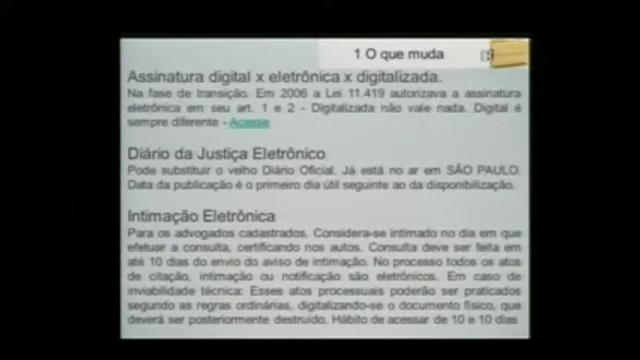 1 O que muda
Assinatura digital x eletrônica x digitalizada.
Na fase de transição. Em 2006 a Lei 11.419 autorizava a assinatura
eletrônica em seu art. 1 e 2 - Digitalizada não vale nada. Digital é
sempre diferente - Acesse
Diário da Justiça Eletrônico
Pode substituir o velho Diário Oficial. Já está no ar em SÃO PAULO.
Data da publicação é o primeiro dia útil seguinte ao da disponibilização.
Intimação Eletrônica
Para os advogados cadastrados. Considera-se intimado no dia em que
efetuar a consulta, certificando nos autos. Consulta deve ser feita em
até 10 dias do envio do aviso de intimação. No processo todos os atos
de citação, intimação ou notificação são eletrônicos. Em caso de
inviabilidade técnica: Esses atos processuais poderão ser praticados
segundo as regras ordinárias, digitalizando-se o documento físico, que
deverá ser posteriormente destruído. Hábito de acessar de 10 e 10 dias